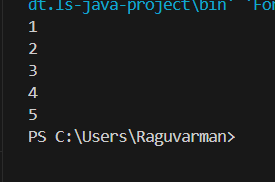 dt.ls-java-project\bin' 'For
1
2
3
4
5
PS C:\Users\Raguvarman>